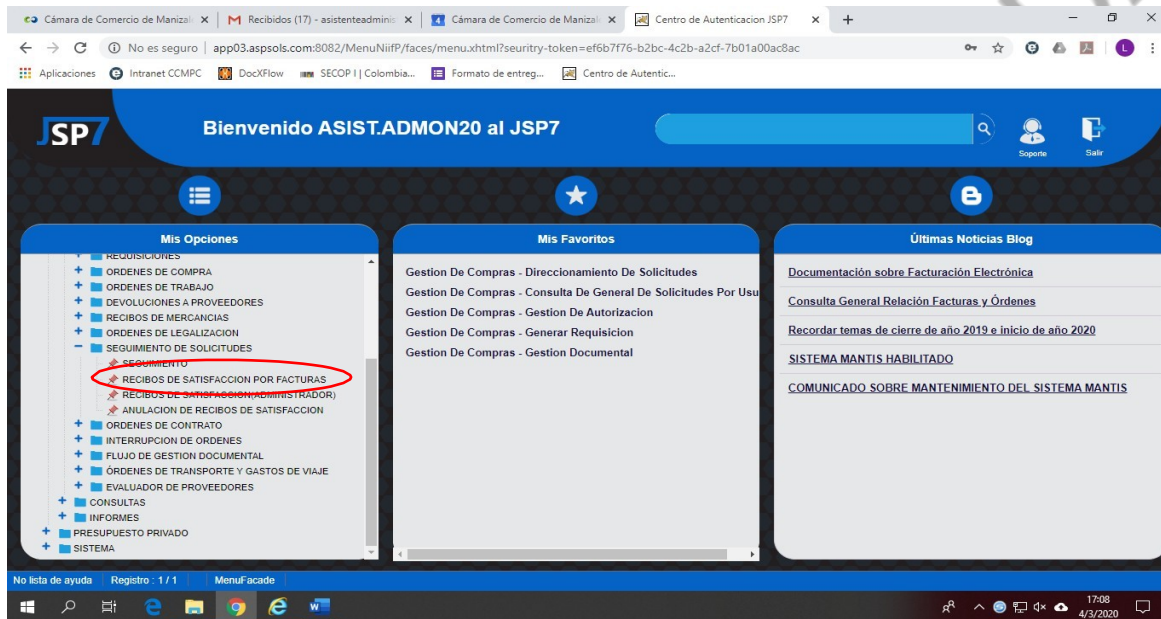 Cámara de Comercio de Manizale
Recibidos (17) - asistenteadminis
Cámara de Comercio de Manizale
Centro de Autenticacion JSP7
No es seguro
app03.aspsols.com:8082/MenuNiifP/faces/menu.xhtml?seuritry-token=ef6b7f76-b2bc-4c2b-a2cf-7b01a00ac8ac
L
Aplicaciones
Intranet CCMPC
DocXFlow
SECOP I | Colombia...
Formato de entreg...
Centro de Autentic...
JSP7
Bienvenido ASIST.ADMON20 al JSP7
Soporte
Salir
Mis Opciones
REQUISICIONES
ORDENES DE COMPRA
ORDENES DE TRABAJO
DEVOLUCIONES A PROVEEDORES
RECIBOS DE MERCANCIAS
ORDENES DE LEGALIZACION
SEGUIMIENTO DE SOLICITUDES
SEGUIMIENTO
RECIBOS DE SATISFACCION POR FACTURAS
RECIBOS DE SATISFACCION(ADMINISTRADOR)
ANULACION DE RECIBOS DE SATISFACCION
ORDENES DE CONTRATO
INTERRUPCION DE ORDENES
FLUJO DE GESTION DOCUMENTAL
ÓRDENES DE TRANSPORTE Y GASTOS DE VIAJE
EVALUADOR DE PROVEEDORES
CONSULTAS
INFORMES
PRESUPUESTO PRIVADO
SISTEMA
Mis Favoritos
Gestion De Compras - Direccionamiento De Solicitudes
Gestion De Compras - Consulta De General De Solicitudes Por Usu
Gestion De Compras - Gestion De Autorizacion
Gestion De Compras - Generar Requisicion
Gestion De Compras - Gestion Documental
Últimas Noticias Blog
Documentación sobre Facturación Electrónica
Consulta General Relación Facturas y Órdenes
Recordar temas de cierre de año 2019 e inicio de año 2020
SISTEMA MANTIS HABILITADO
COMUNICADO SOBRE MANTENIMIENTO DEL SISTEMA MANTIS
No lista de ayuda
Registro : 1 / 1
MenuFacade
17:08
4/3/2020